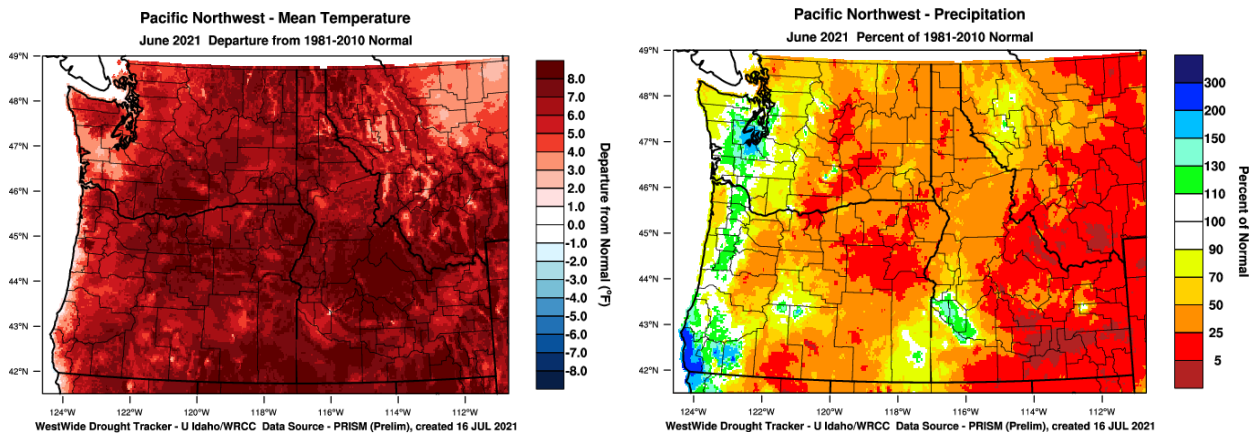 Pacific Northwest - Mean Temperature
June 2021 Departure from 1981-2010 Normal
49°N
48°N
47°N
46°N
45°N
44°N
43°N
42°N
124°W
122°W
120°W
118°W
116°W
114°W
112°W
8.0
7.0
6.0
5.0
4.0
3.0
2.0
1.0
0.0
-1.0
-2.0
-3.0
-4.0
-5.0
-6.0
-7.0
-8.0
Departure from Normal (°F)
WestWide Drought Tracker - U Idaho/WRCC Data Source - PRISM (Prelim), created 16 JUL 2021
Pacific Northwest - Precipitation
June 2021 Percent of 1981-2010 Normal
49°N
48°N
47°N
46°N
45°N
44°N
43°N
42°N
124°W
122°W
120°W
118°W
116°W
114°W
112°W
300
200
150
130
110
100
90
70
50
25
5
Percent of Normal
WestWide Drought Tracker - U Idaho/WRCC Data Source - PRISM (Prelim), created 16 JUL 2021